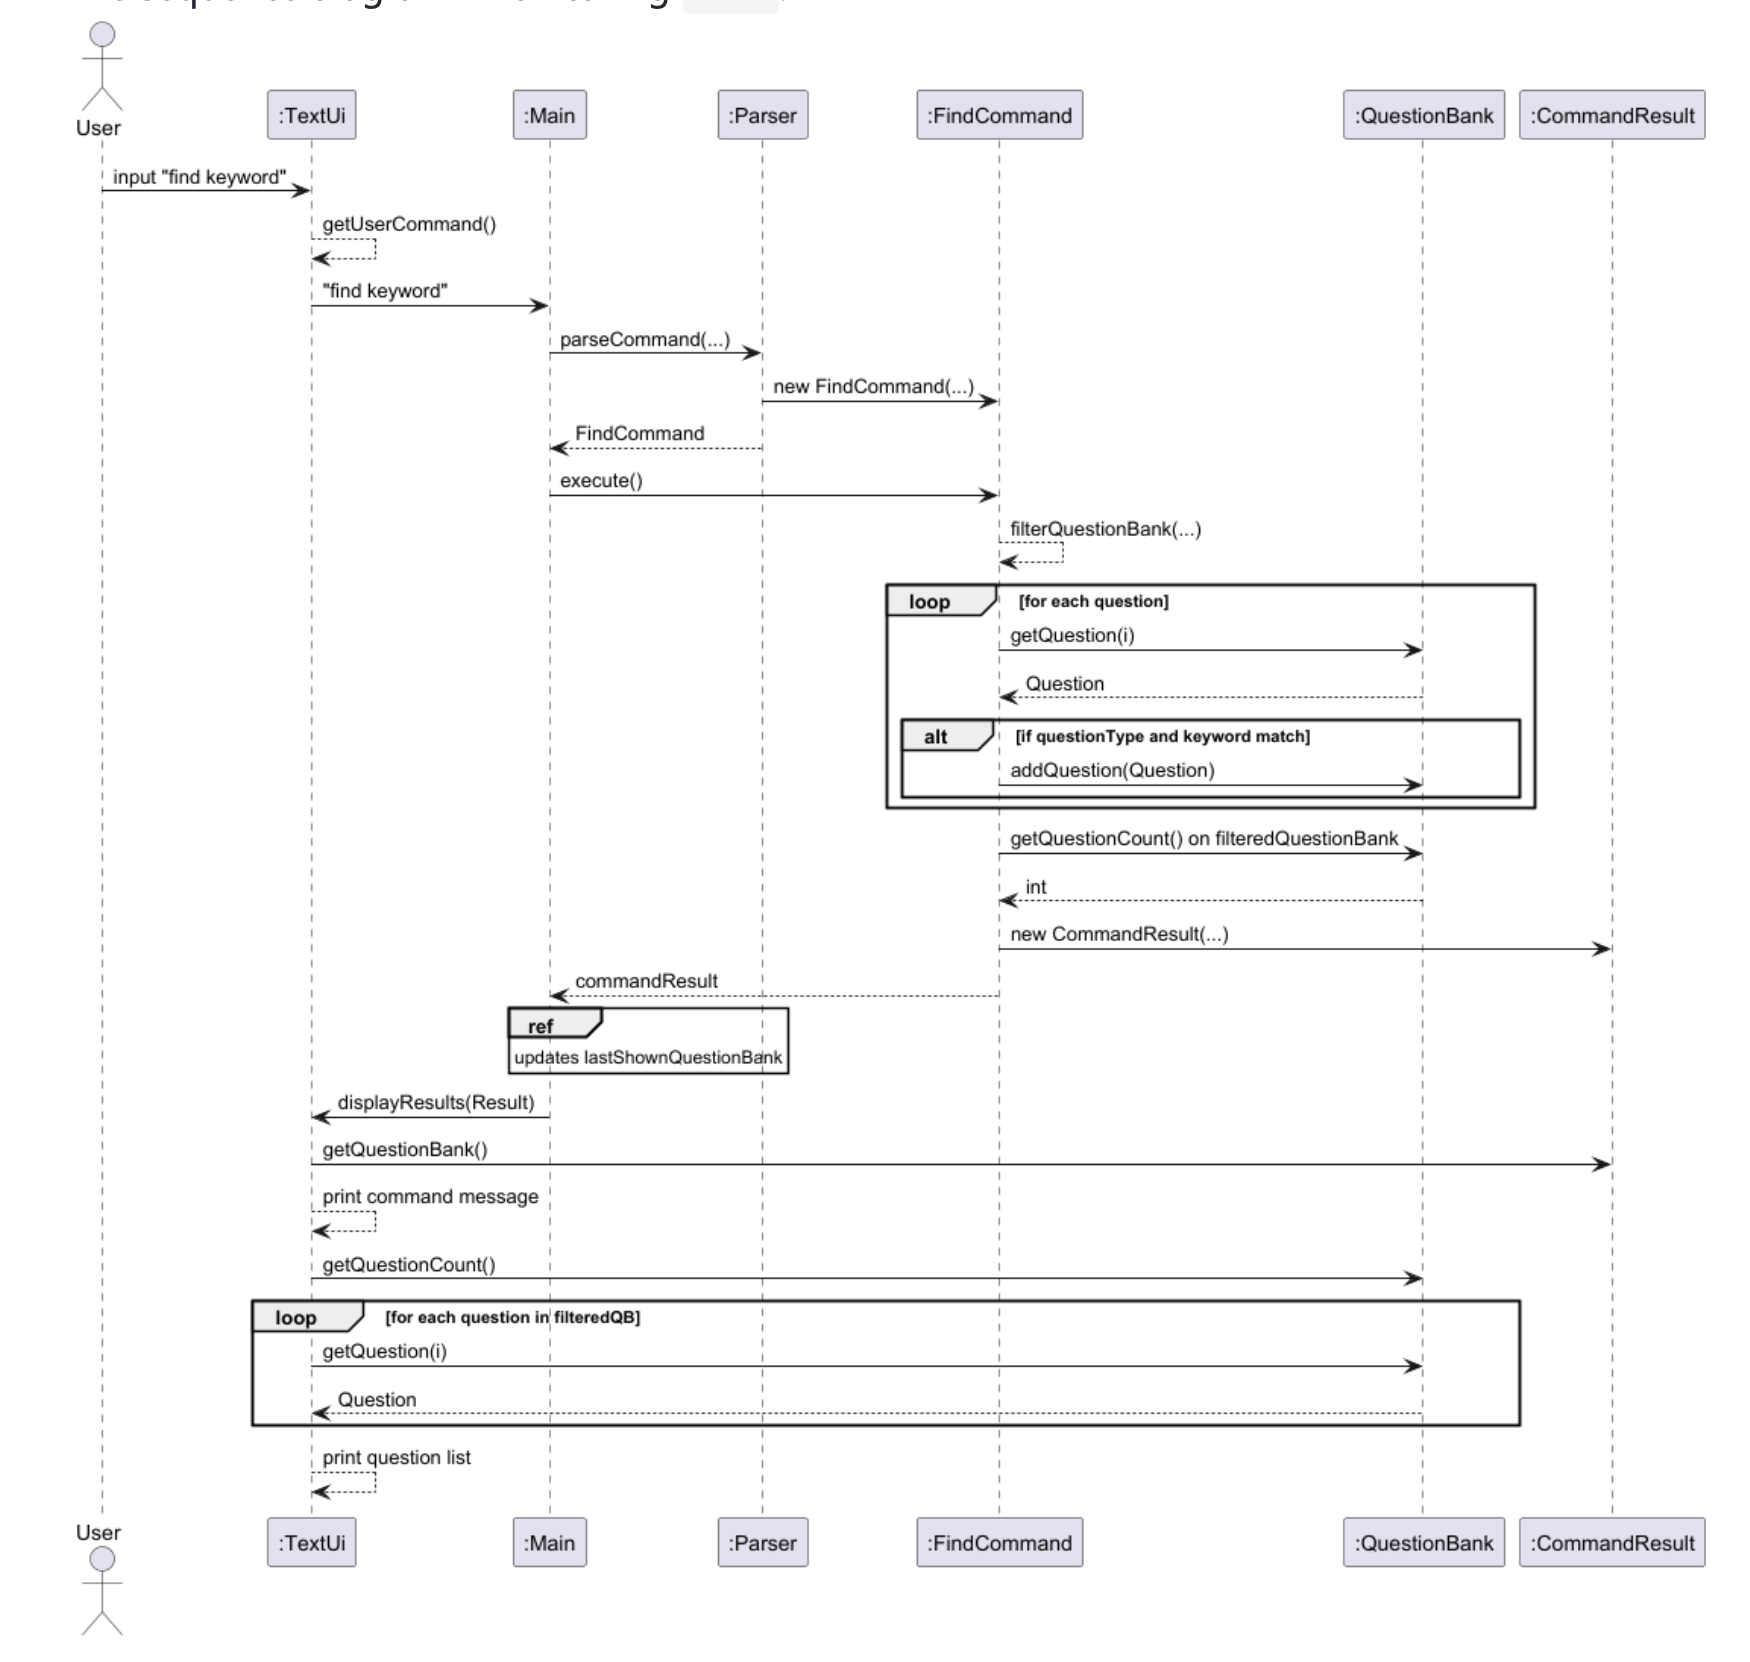 User
:TextUi
:Main
:Parser
:FindCommand
:QuestionBank
:CommandResult
input "find keyword"
getUserCommand()
"find keyword"
parseCommand(...)
new FindCommand(...)
FindCommand
execute()
filterQuestionBank(...)
loop
[for each question]
getQuestion(i)
Question
alt
[if questionType and keyword match]
addQuestion(Question)
getQuestionCount() on filteredQuestionBank
int
new CommandResult(...)
commandResult
ref
updates lastShownQuestionBank
displayResults(Result)
getQuestionBank()
print command message
getQuestionCount()
loop
[for each question in filteredQB]
getQuestion(i)
Question
print question list
User
:TextUi
:Main
:Parser
:FindCommand
:QuestionBank
:CommandResult